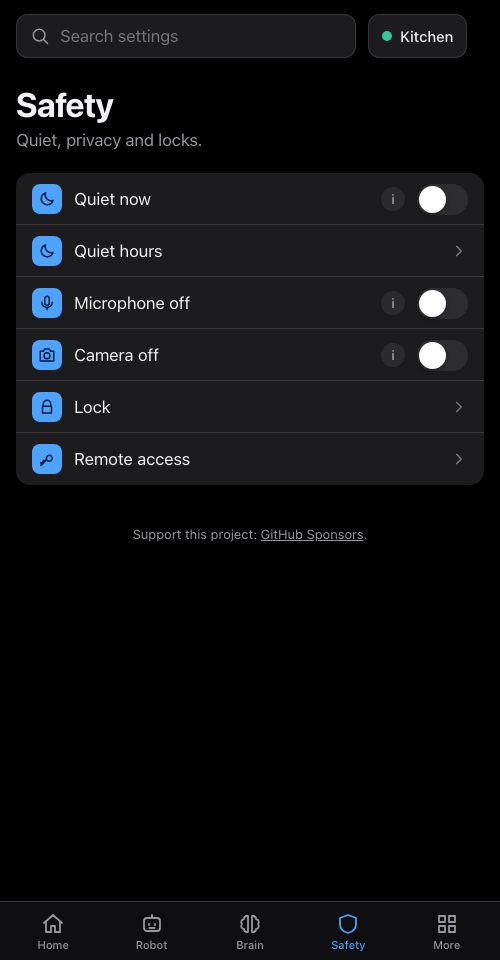 Search settings
Kitchen
Safety
Quiet, privacy and locks.
Quiet now
Quiet hours
Microphone off
Camera off
Lock
Remote access
Support this project: GitHub Sponsors.
Home
Robot
Brain
Safety
More